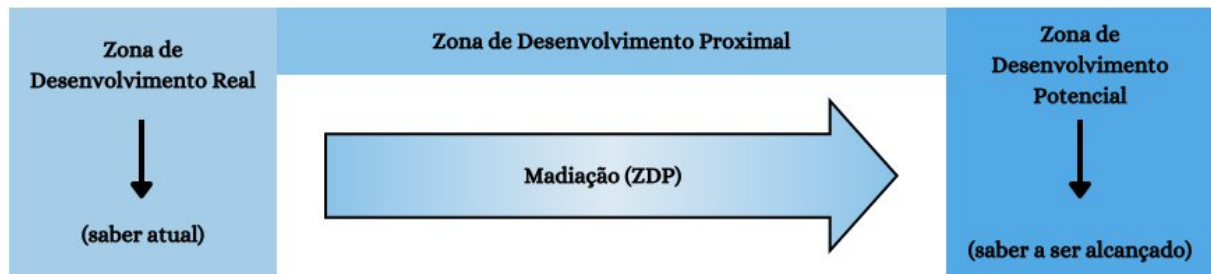 Zona de
Desenvolvimento Real
(saber atual)
Zona de Desenvolvimento Proximal
Madiação (ZDP)
Zona de
Desenvolvimento
Potencial
(saber a ser alcançado)